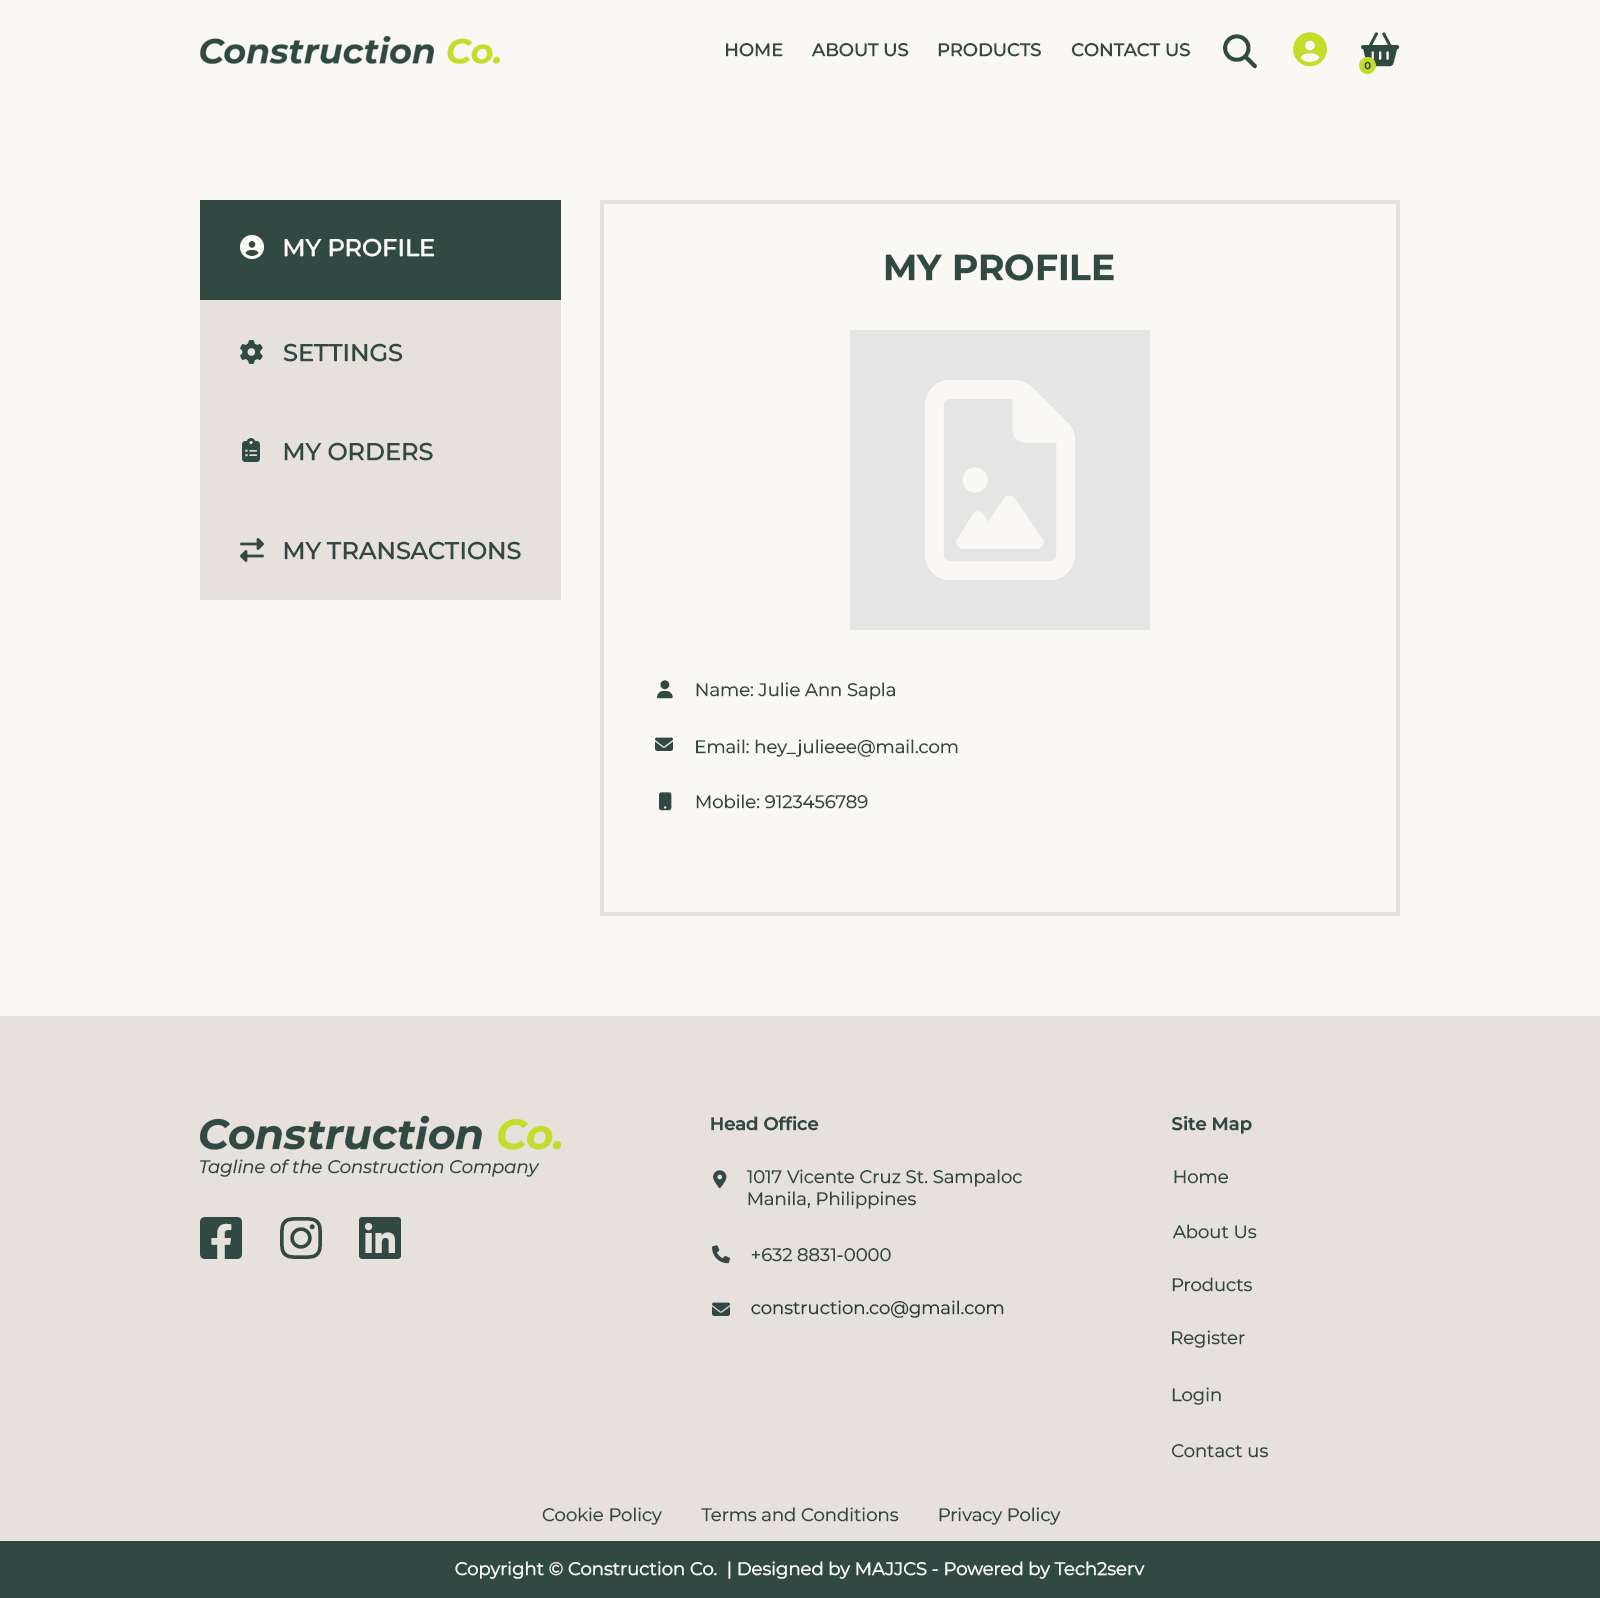 Construction Co.
HOME
ABOUT US
PRODUCTS
CONTACT US
0
MY PROFILE
SETTINGS
MY ORDERS
MY TRANSACTIONS
MY PROFILE
Name: Julie Ann Sapla
Email: hey_julieee@mail.com
Mobile: 9123456789
Construction Co.
Tagline of the Construction Company
Head Office
1017 Vicente Cruz St. Sampaloc
Manila, Philippines
+632 8831-0000
construction.co@gmail.com
Site Map
Home
About Us
Products
Register
Login
Contact us
Cookie Policy
Terms and Conditions
Privacy Policy
Copyright © Construction Co. | Designed by MAJJCS - Powered by Tech2serv